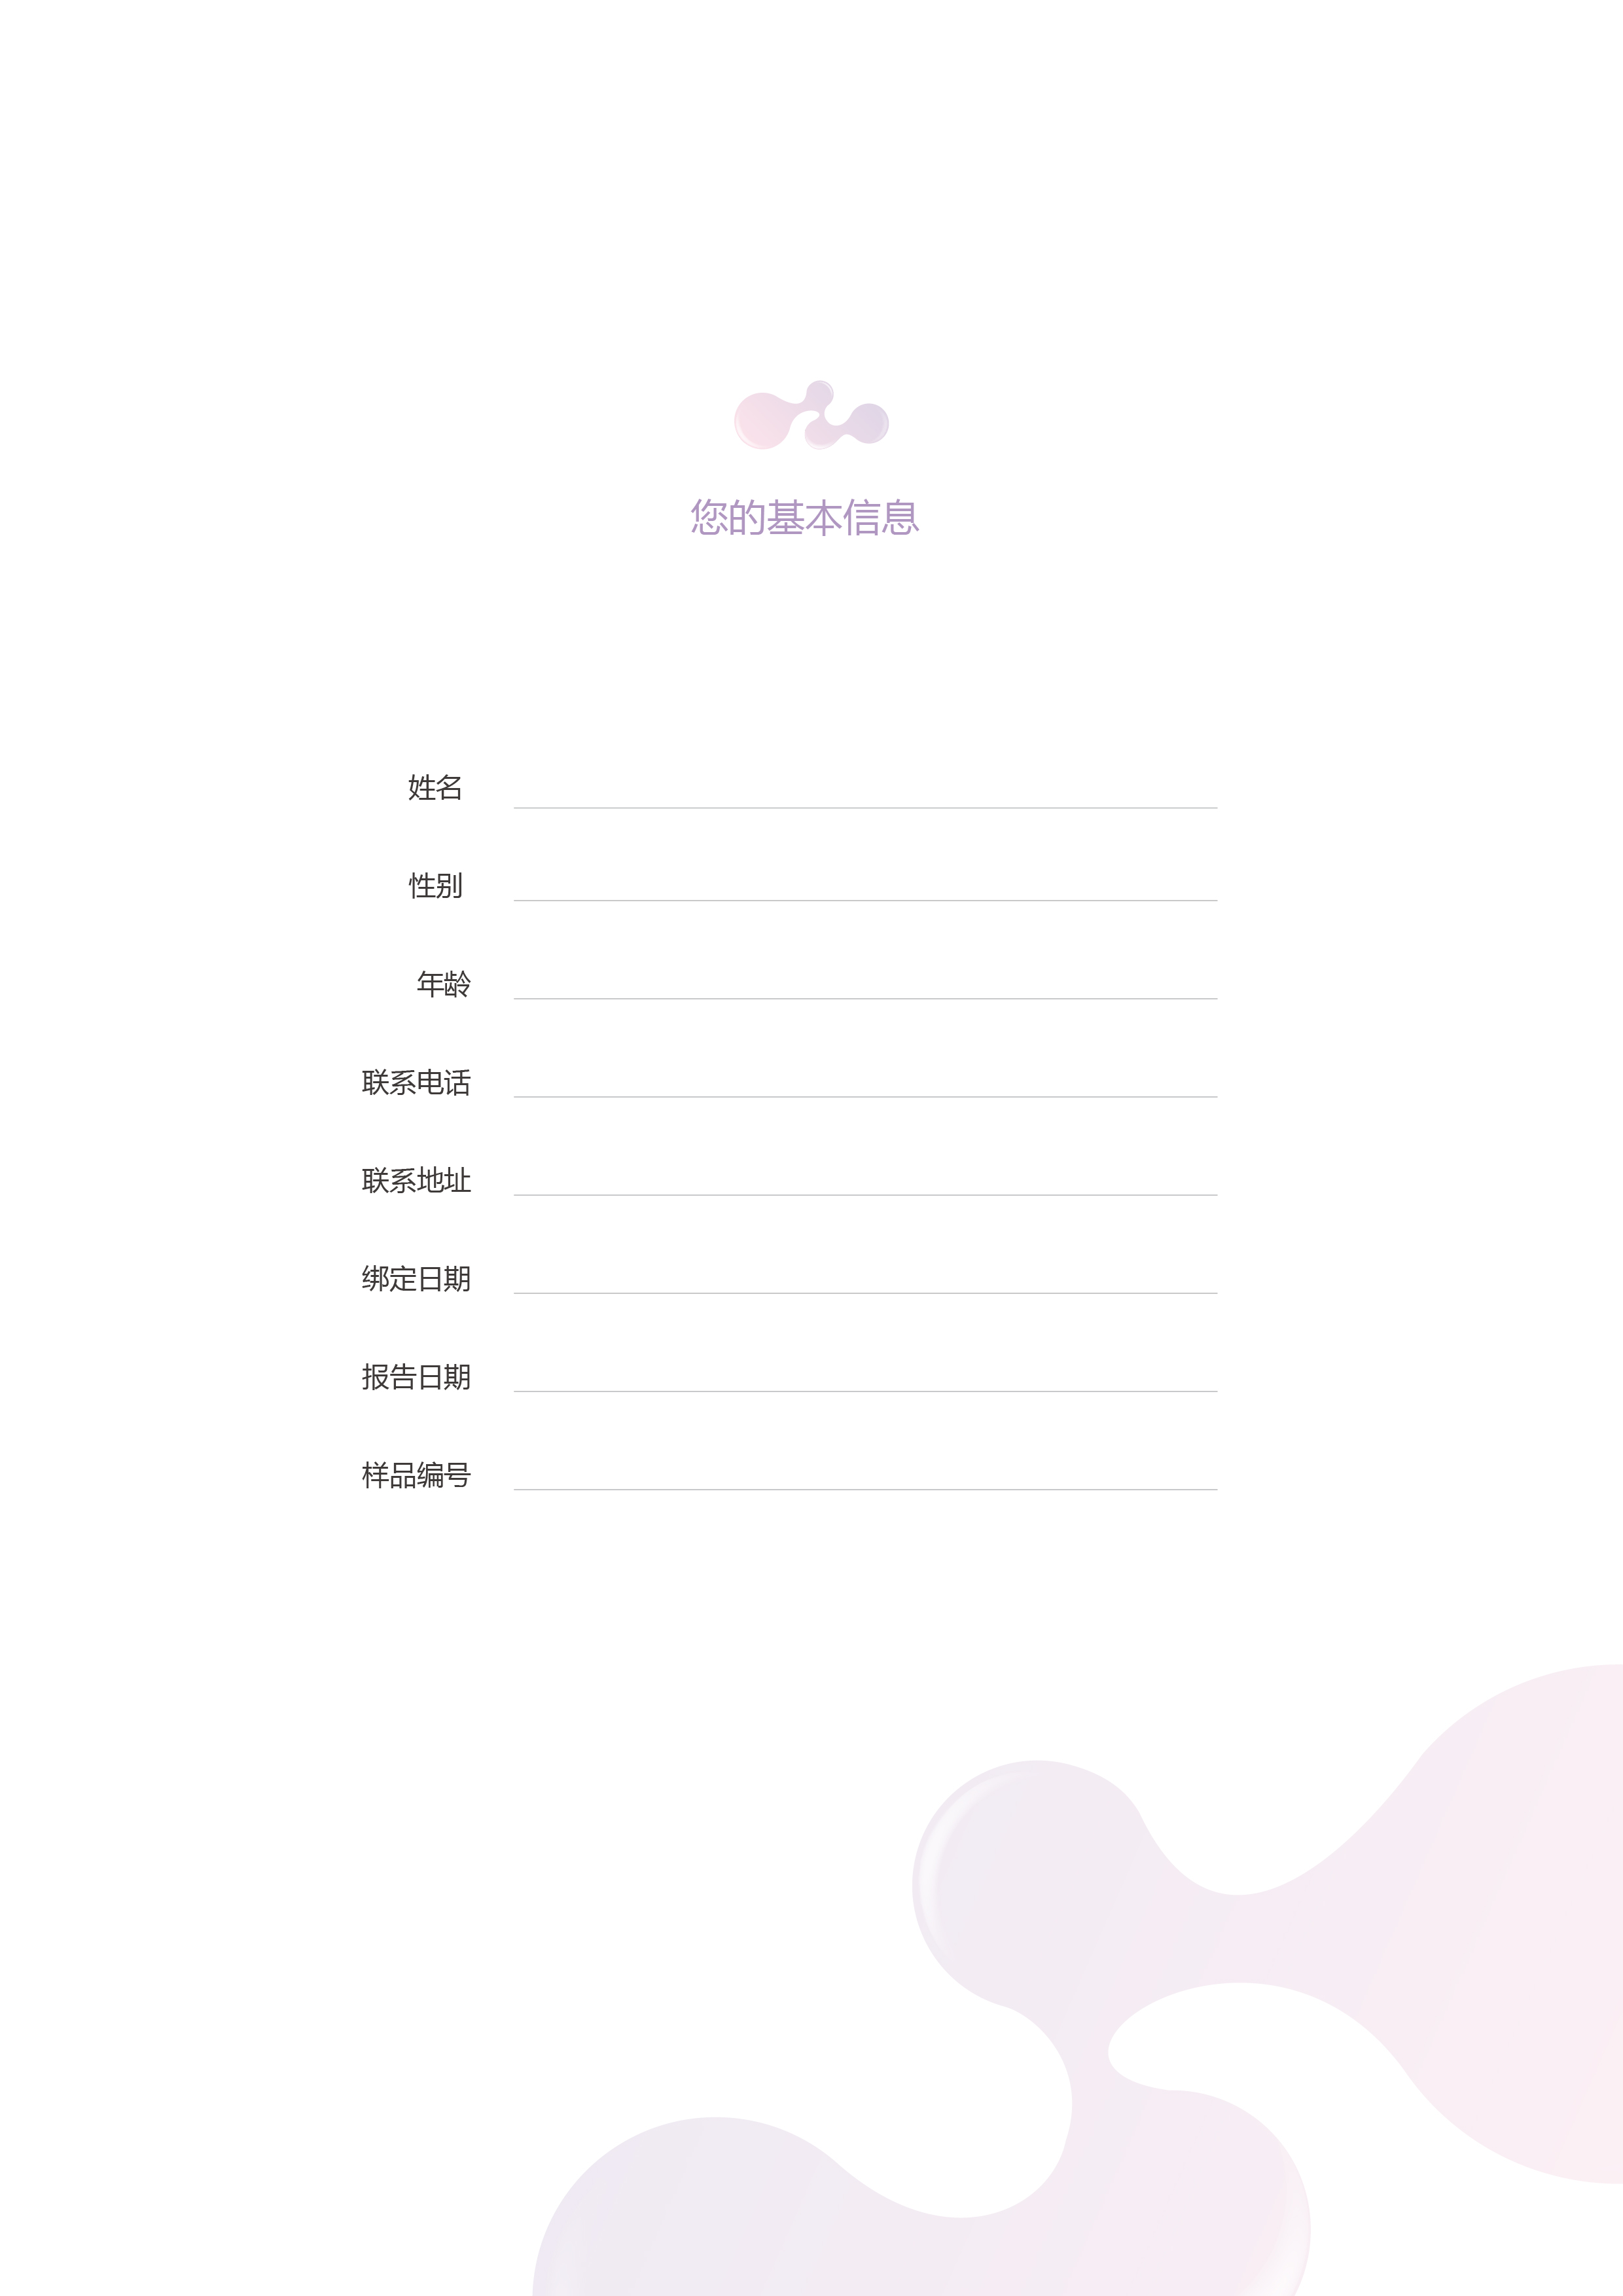 您的基本信息
姓名
性别
年龄
联系电话
联系地址
绑定日期
报告日期
样品编号